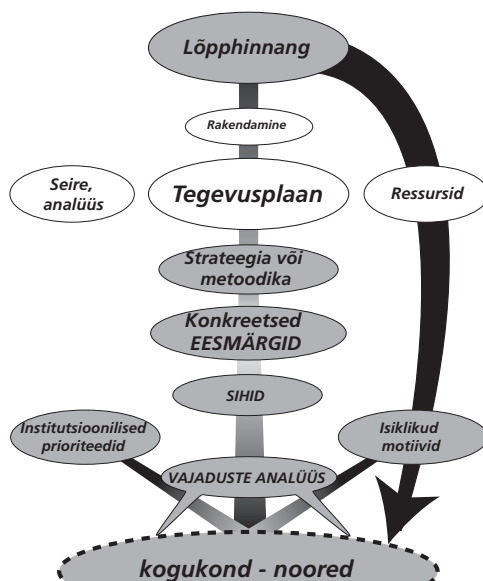 Lõpphinnang
Rakendamine
Seire,
analüüs
Tegevusplaan
Ressursid
Strateegia või
metoodika
Konkreetsed
EESMÄRGID
SIHID
Institutsioonilised
prioriteedid
Isiklikud
motiivid
VAJADUSTE ANALÜÜS
kogukond - noored